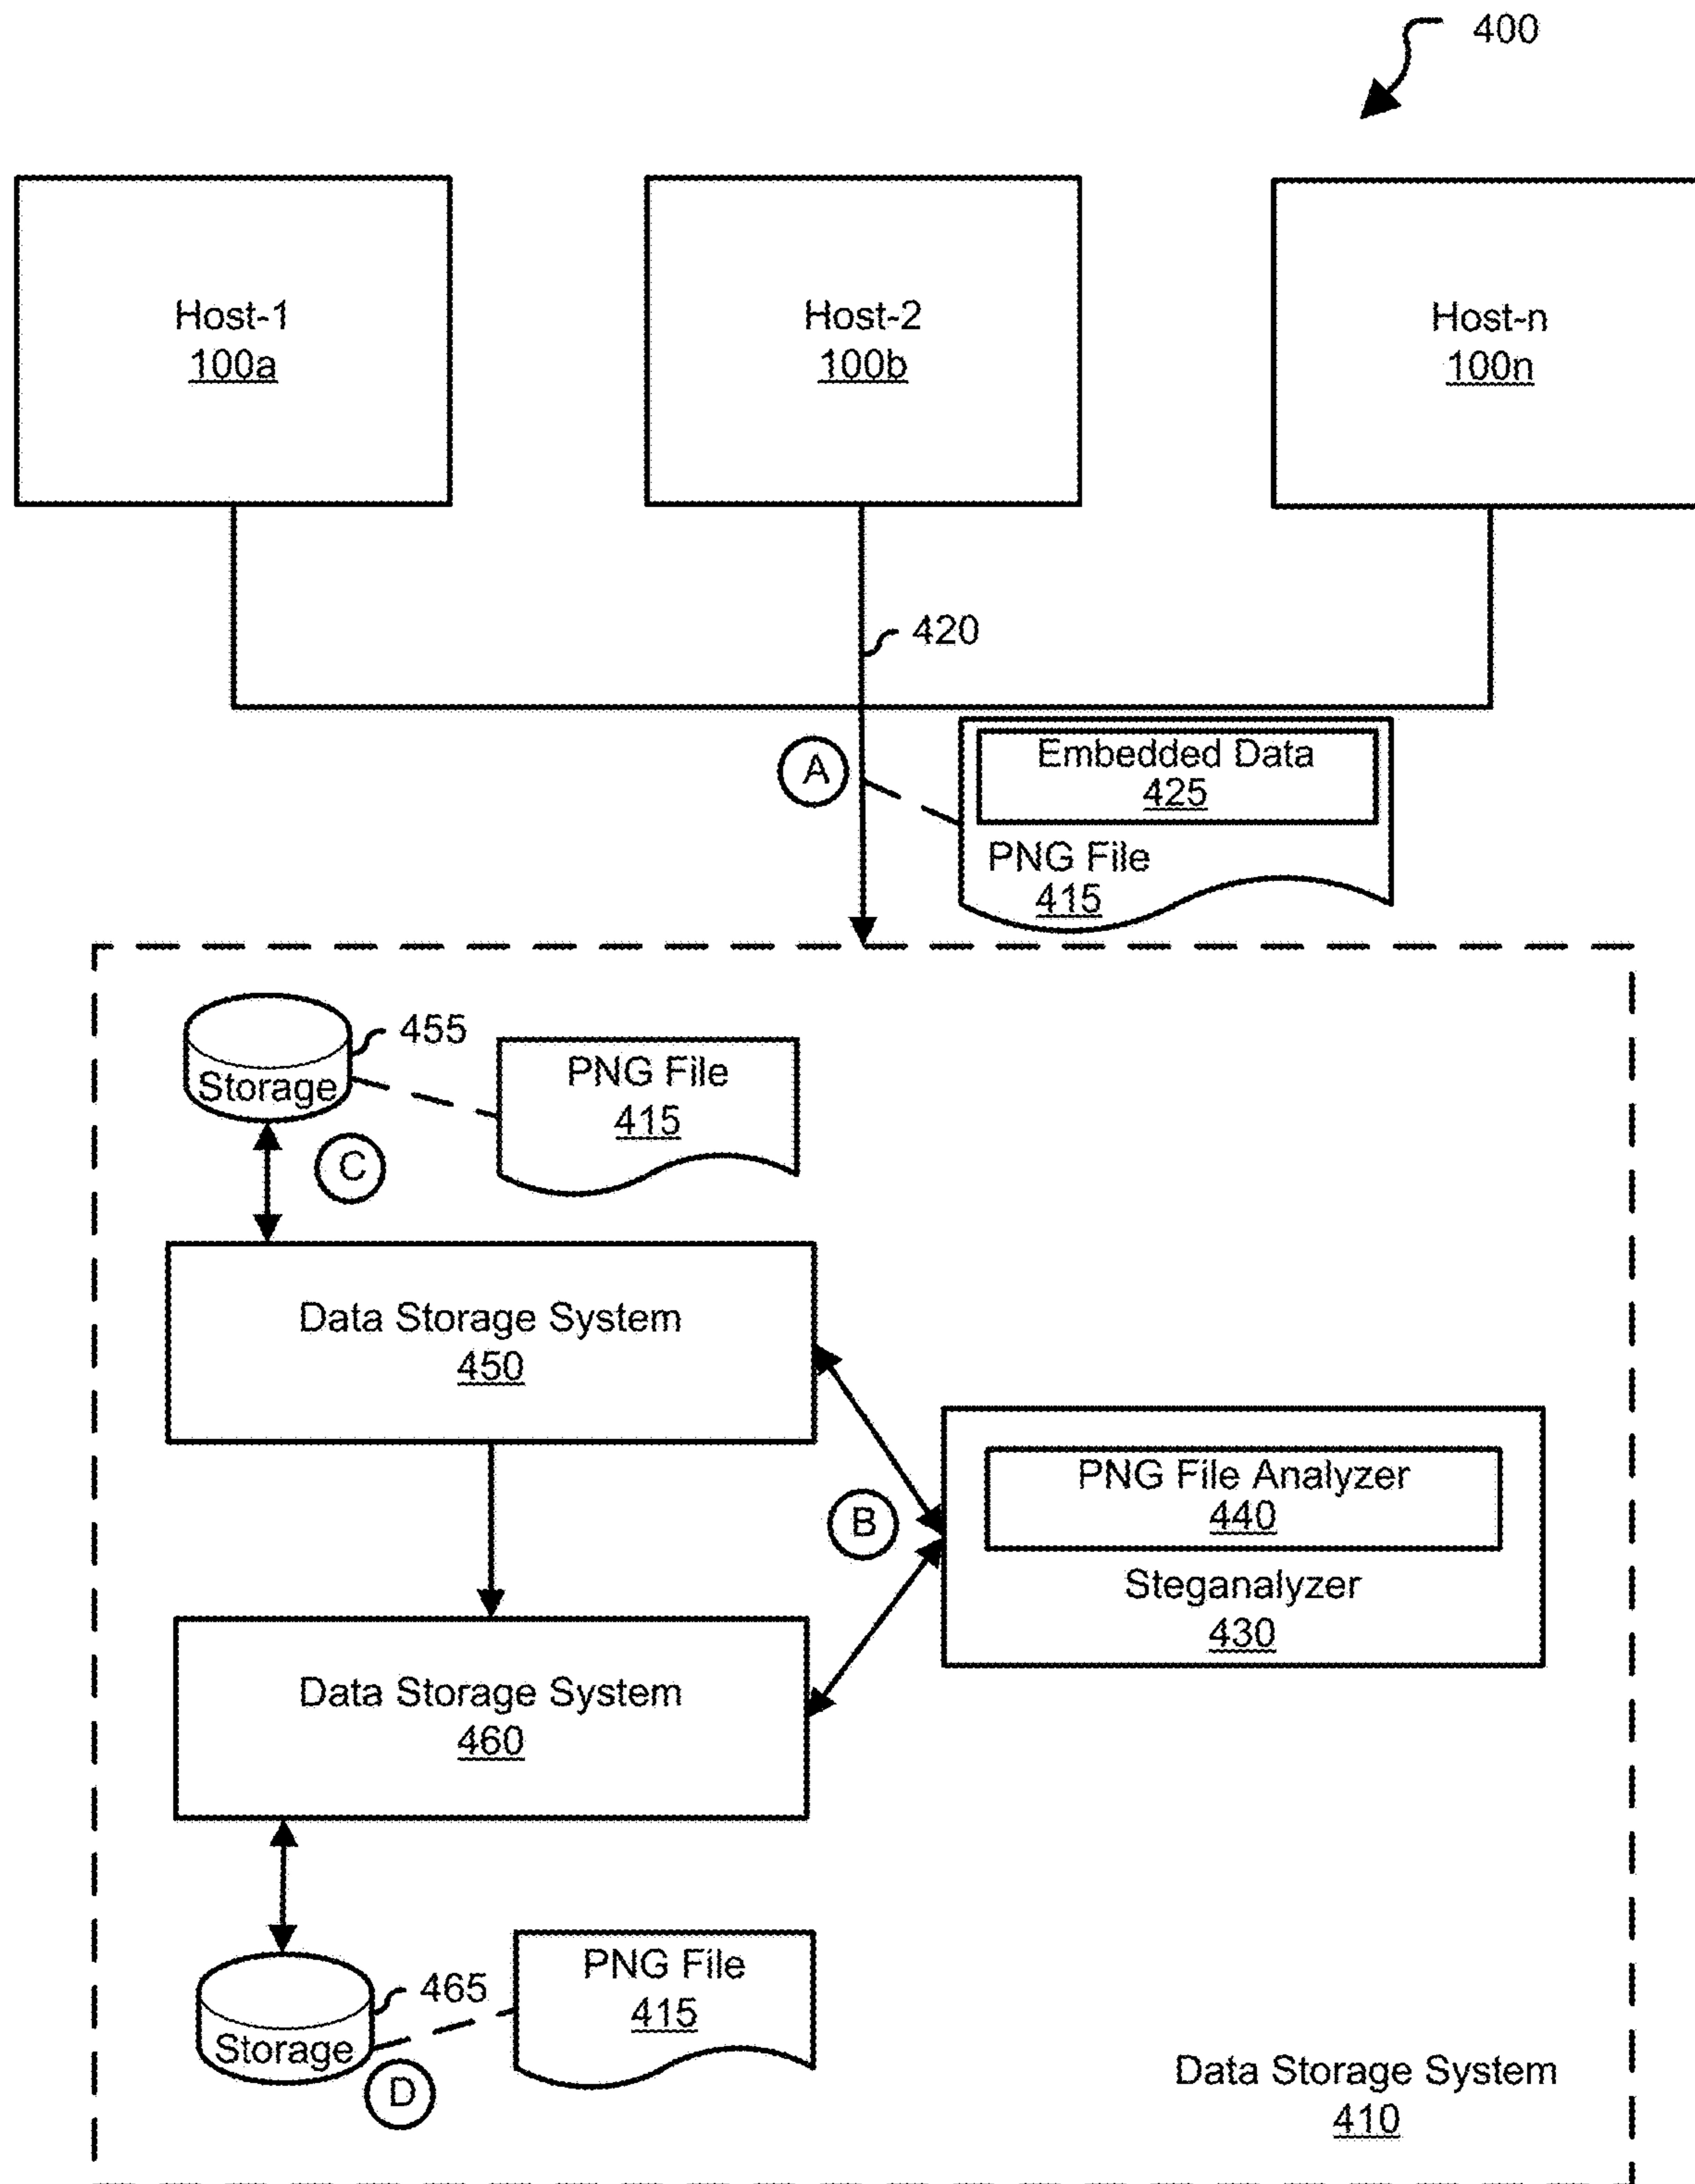 400
Host-1
100a
Host-2
100b
Host-n
100n
420
A
Embedded Data
425
PNG File
415
455
Storage
PNG File
415
C
Data Storage System
450
PNG File Analyzer
440
B
Steganalyzer
430
Data Storage System
460
465
Storage
PNG File
415
D
Data Storage System
410